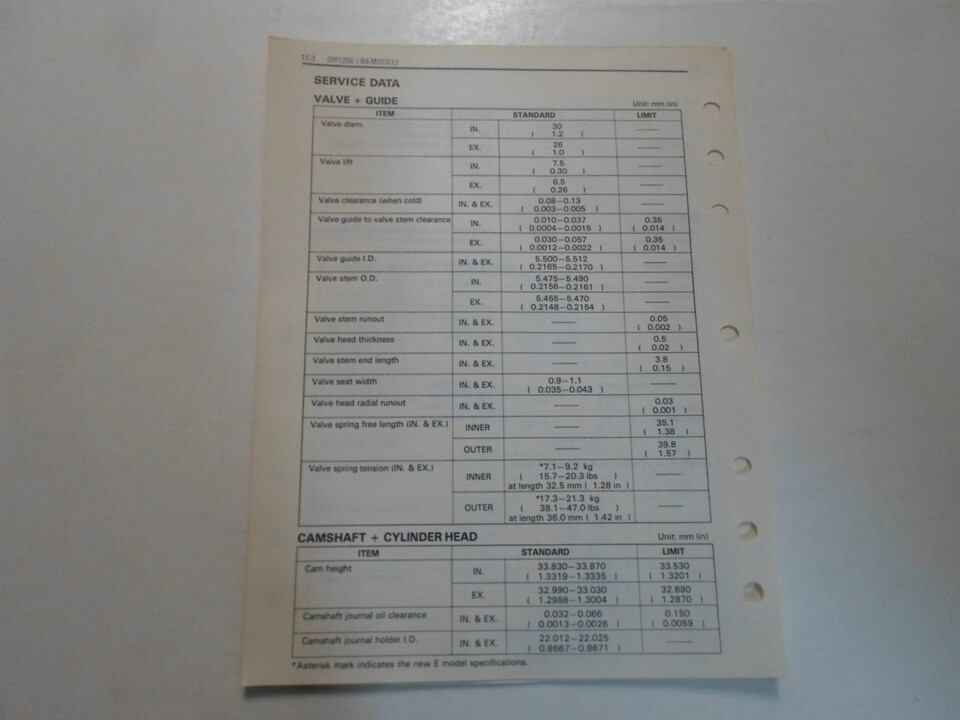 11-3 DR125E ('84-MODEL)
SERVICE DATA
VALVE + GUIDE Unit: mm (in)
ITEM STANDARD LIMIT
Valve diam. IN. 30 ( 1.2 ) ——
EX. 26 ( 1.0 ) ——
Valve lift IN. 7.5 ( 0.30 ) ——
EX. 6.5 ( 0.26 ) ——
Valve clearance (when cold) IN. & EX. 0.08–0.13 ( 0.003–0.005 ) ——
Valve guide to valve stem clearance IN. 0.010–0.037 ( 0.0004–0.0015 ) 0.35 ( 0.014 )
EX. 0.030–0.057 ( 0.0012–0.0022 ) 0.35 ( 0.014 )
Valve guide I.D. IN. & EX. 5.500–5.512 ( 0.2165–0.2170 ) ——
Valve stem O.D. IN. 5.475–5.490 ( 0.2156–0.2161 ) ——
EX. 5.455–5.470 ( 0.2148–0.2154 ) ——
Valve stem runout IN. & EX. —— 0.05 ( 0.002 )
Valve head thickness IN. & EX. —— 0.5 ( 0.02 )
Valve stem end length IN. & EX. —— 3.8 ( 0.15 )
Valve seat width IN. & EX. 0.9–1.1 ( 0.035–0.043 ) ——
Valve head radial runout IN. & EX. —— 0.03 ( 0.001 )
Valve spring free length (IN. & EX.) INNER —— 35.1 ( 1.38 )
OUTER —— 39.8 ( 1.57 )
Valve spring tension (IN. & EX.) INNER *7.1–9.2 kg ( 15.7–20.3 lbs ) at length 32.5 mm ( 1.28 in ) ——
OUTER *17.3–21.3 kg ( 38.1–47.0 lbs ) at length 36.0 mm ( 1.42 in ) ——
CAMSHAFT + CYLINDER HEAD Unit: mm (in)
ITEM STANDARD LIMIT
Cam height IN. 33.830–33.870 ( 1.3319–1.3335 ) 33.530 ( 1.3201 )
EX. 32.990–33.030 ( 1.2988–1.3004 ) 32.690 ( 1.2870 )
Camshaft journal oil clearance IN. & EX. 0.032–0.066 ( 0.0013–0.0026 ) 0.150 ( 0.0059 )
Camshaft journal holder I.D. IN. & EX. 22.012–22.025 ( 0.8667–0.8671 ) ——
*Asterisk mark indicates the new E model specifications.